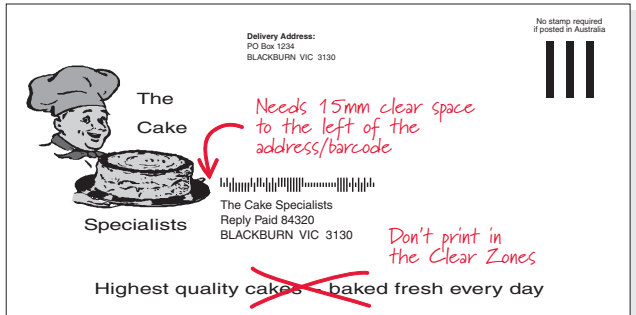 No stamp required
if posted in Australia
Delivery Address:
PO Box 1234
BLACKBURN VIC 3130
The
Cake
Specialists
Needs 15mm clear space
to the left of the
address/barcode
The Cake Specialists
Reply Paid 84320
BLACKBURN VIC 3130
Don't print in
the Clear Zones
Highest quality cakes - baked fresh every day